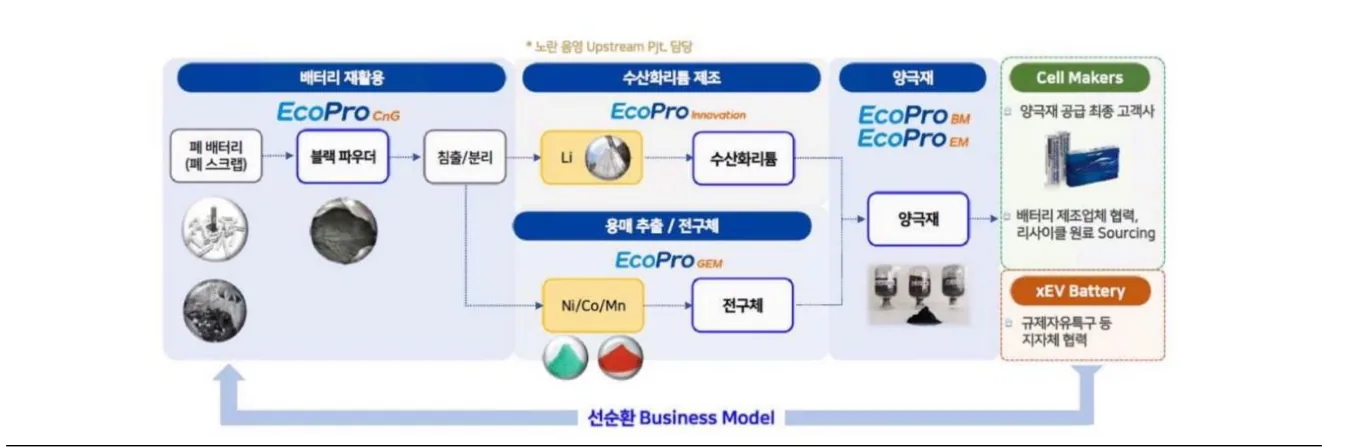 * 노란 음영 Upstream Pjt. 담당
배터리 재활용
EcoPro CnG
폐 배터리
(폐 스크랩)
블랙 파우더
침출/분리
수산화리튬 제조
EcoPro Innovation
Li
수산화리튬
용매 추출 / 전구체
EcoPro GEM
Ni/Co/Mn
전구체
양극재
EcoPro BM
EcoPro EM
양극재
Cell Makers
양극재 공급 최종 고객사
배터리 제조업체 협력,
리사이클 원료 Sourcing
xEV Battery
규제자유특구 등
지자체 협력
선순환 Business Model